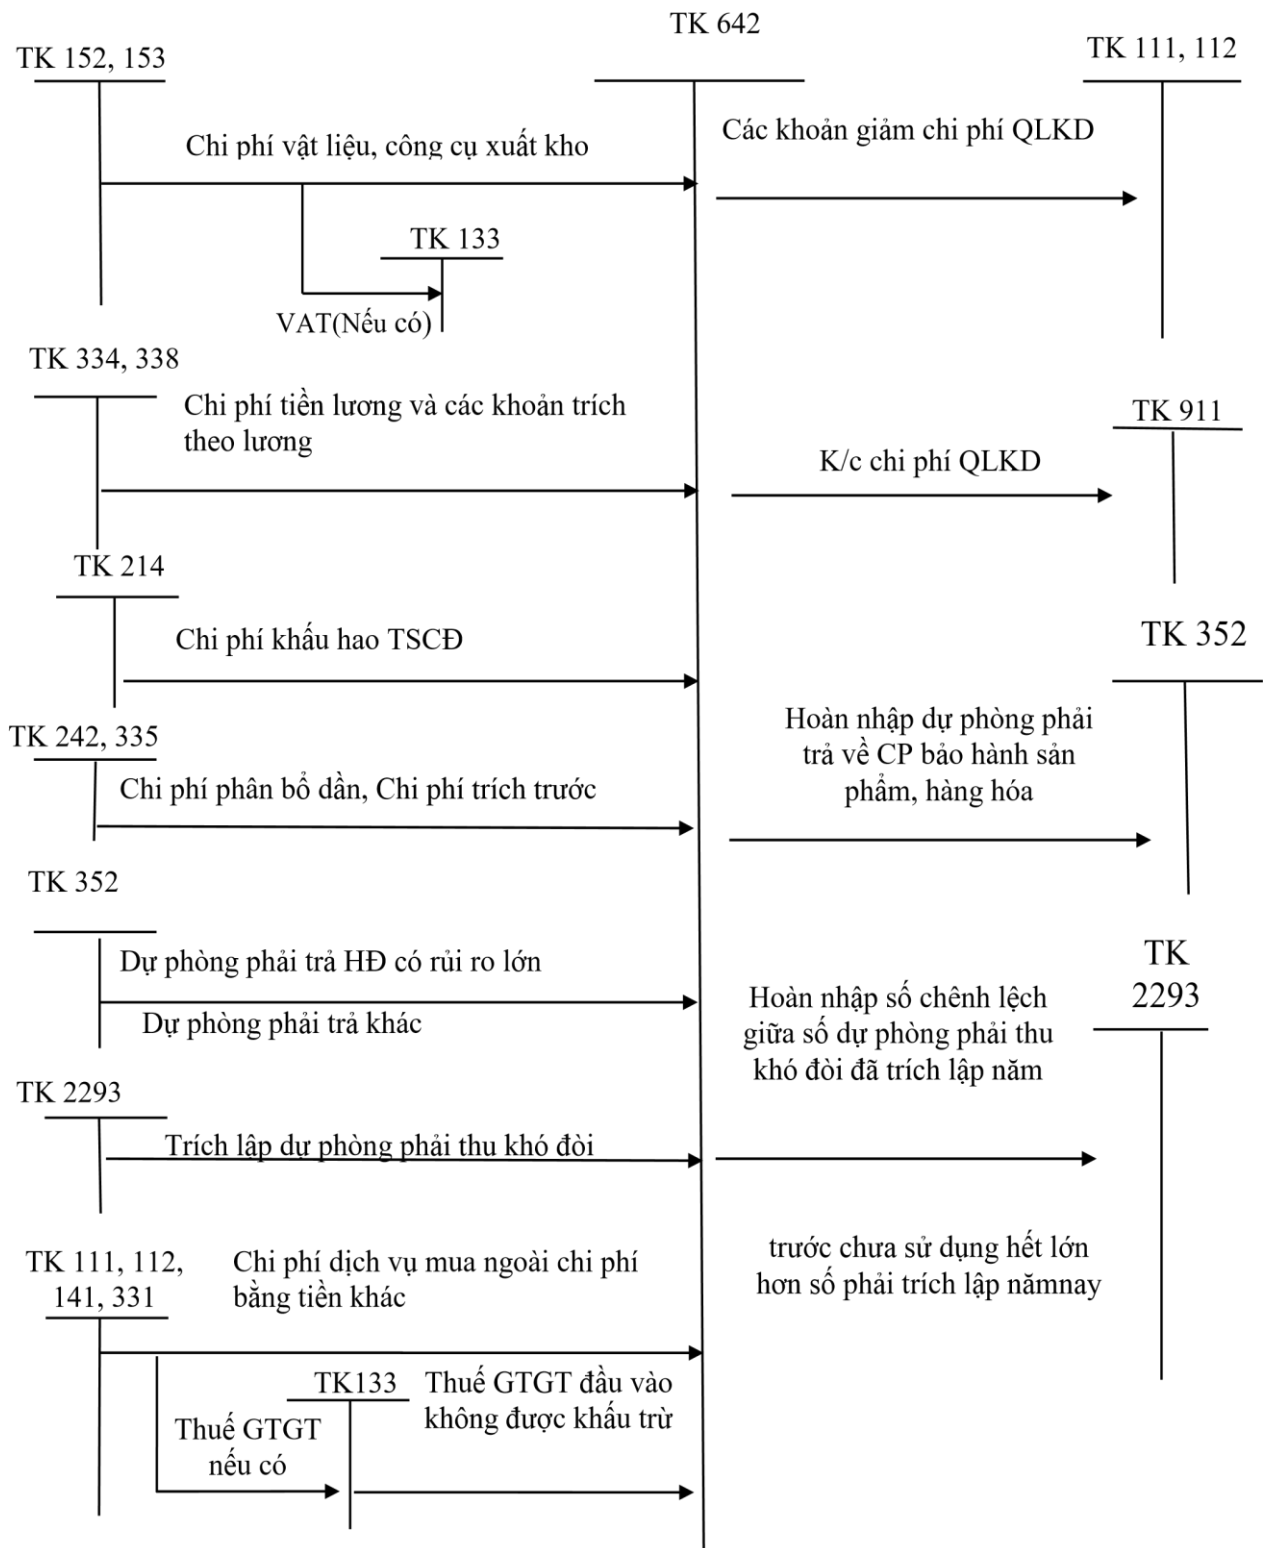 TK 642
TK 152, 153
TK 111, 112
Chi phí vật liệu, công cụ xuất kho
Các khoản giảm chi phí QLKD
TK 133
VAT(Nếu có)
TK 334, 338
Chi phí tiền lương và các khoản trích
theo lương
TK 911
K/c chi phí QLKD
TK 214
Chi phí khấu hao TSCĐ
TK 352
TK 242, 335
Chi phí phân bổ dần, Chi phí trích trước
Hoàn nhập dự phòng phải
trả về CP bảo hành sản
phẩm, hàng hóa
TK 352
Dự phòng phải trả HĐ có rủi ro lớn
Dự phòng phải trả khác
TK
2293
Hoàn nhập số chênh lệch
giữa số dự phòng phải thu
khó đòi đã trích lập năm
TK 2293
Trích lập dự phòng phải thu khó đòi
trước chưa sử dụng hết lớn
hơn số phải trích lập nămnay
TK 111, 112,
141, 331
Chi phí dịch vụ mua ngoài chi phí
bằng tiền khác
TK133
Thuế GTGT đầu vào
không được khấu trừ
Thuế GTGT
nếu có